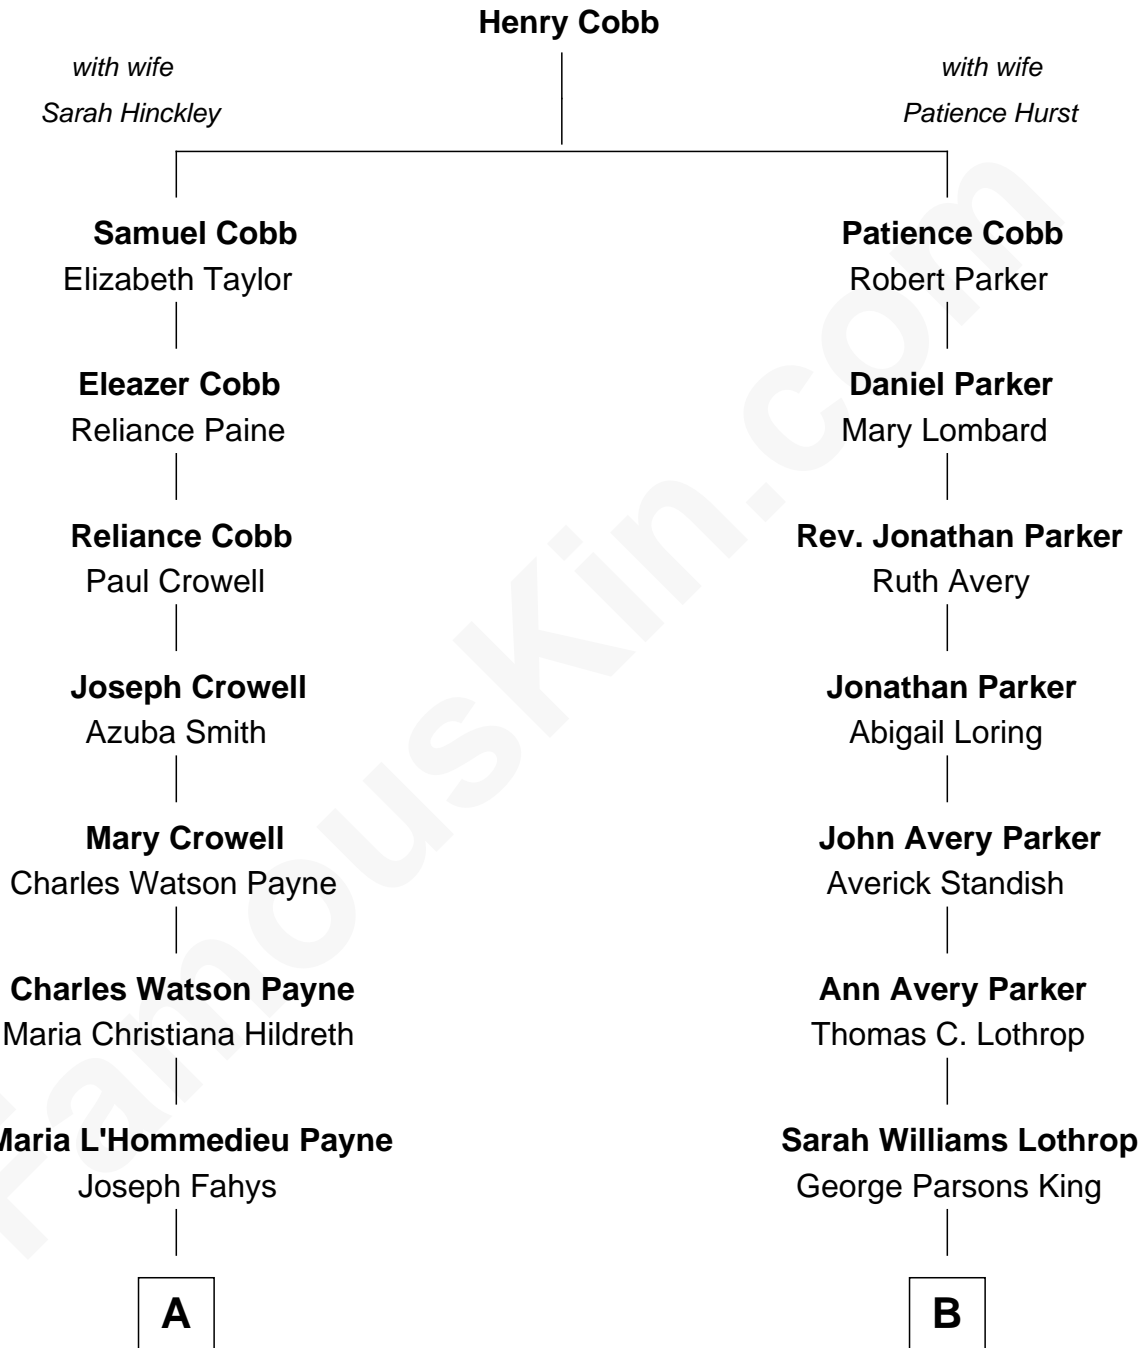 Henry Cobb
with wife
Sarah Hinckley
with wife
Patience Hurst
Samuel Cobb
Elizabeth Taylor
Patience Cobb
Robert Parker
Eleazer Cobb
Reliance Paine
Daniel Parker
Mary Lombard
Reliance Cobb
Paul Crowell
Rev. Jonathan Parker
Ruth Avery
Joseph Crowell
Azuba Smith
Jonathan Parker
Abigail Loring
Mary Crowell
Charles Watson Payne
John Avery Parker
Averick Standish
Charles Watson Payne
Maria Christiana Hildreth
Ann Avery Parker
Thomas C. Lothrop
Maria L'Hommedieu Payne
Joseph Fahys
Sarah Williams Lothrop
George Parsons King
A
B
FamousKin.com